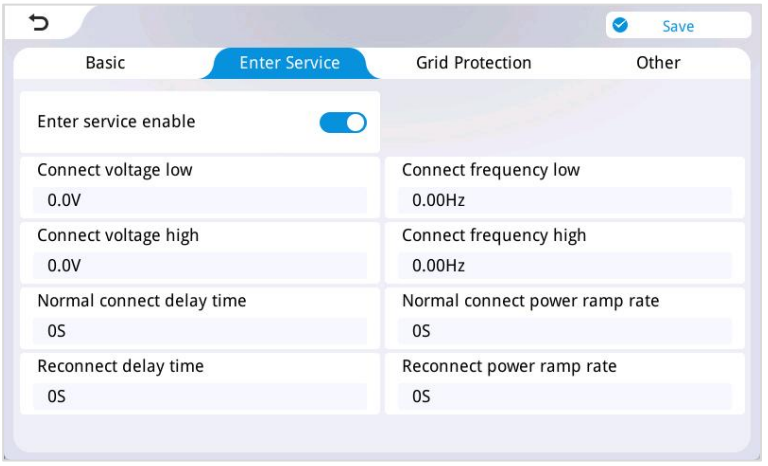 Save
Basic
Enter Service
Grid Protection
Other
Enter service enable
Connect voltage low
0.0V
Connect frequency low
0.00Hz
Connect voltage high
0.0V
Connect frequency high
0.00Hz
Normal connect delay time
0S
Normal connect power ramp rate
0S
Reconnect delay time
0S
Reconnect power ramp rate
0S